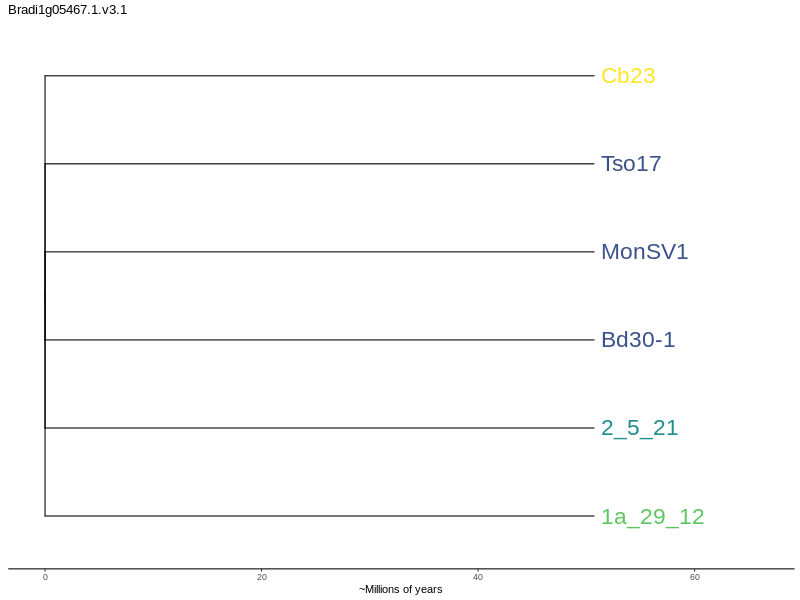 Bradi1g05467.1.v3.1
Cb23
Tso17
MonSV1
Bd30-1
2_5_21
1a_29_12
0 20 40 60
~Millions of years